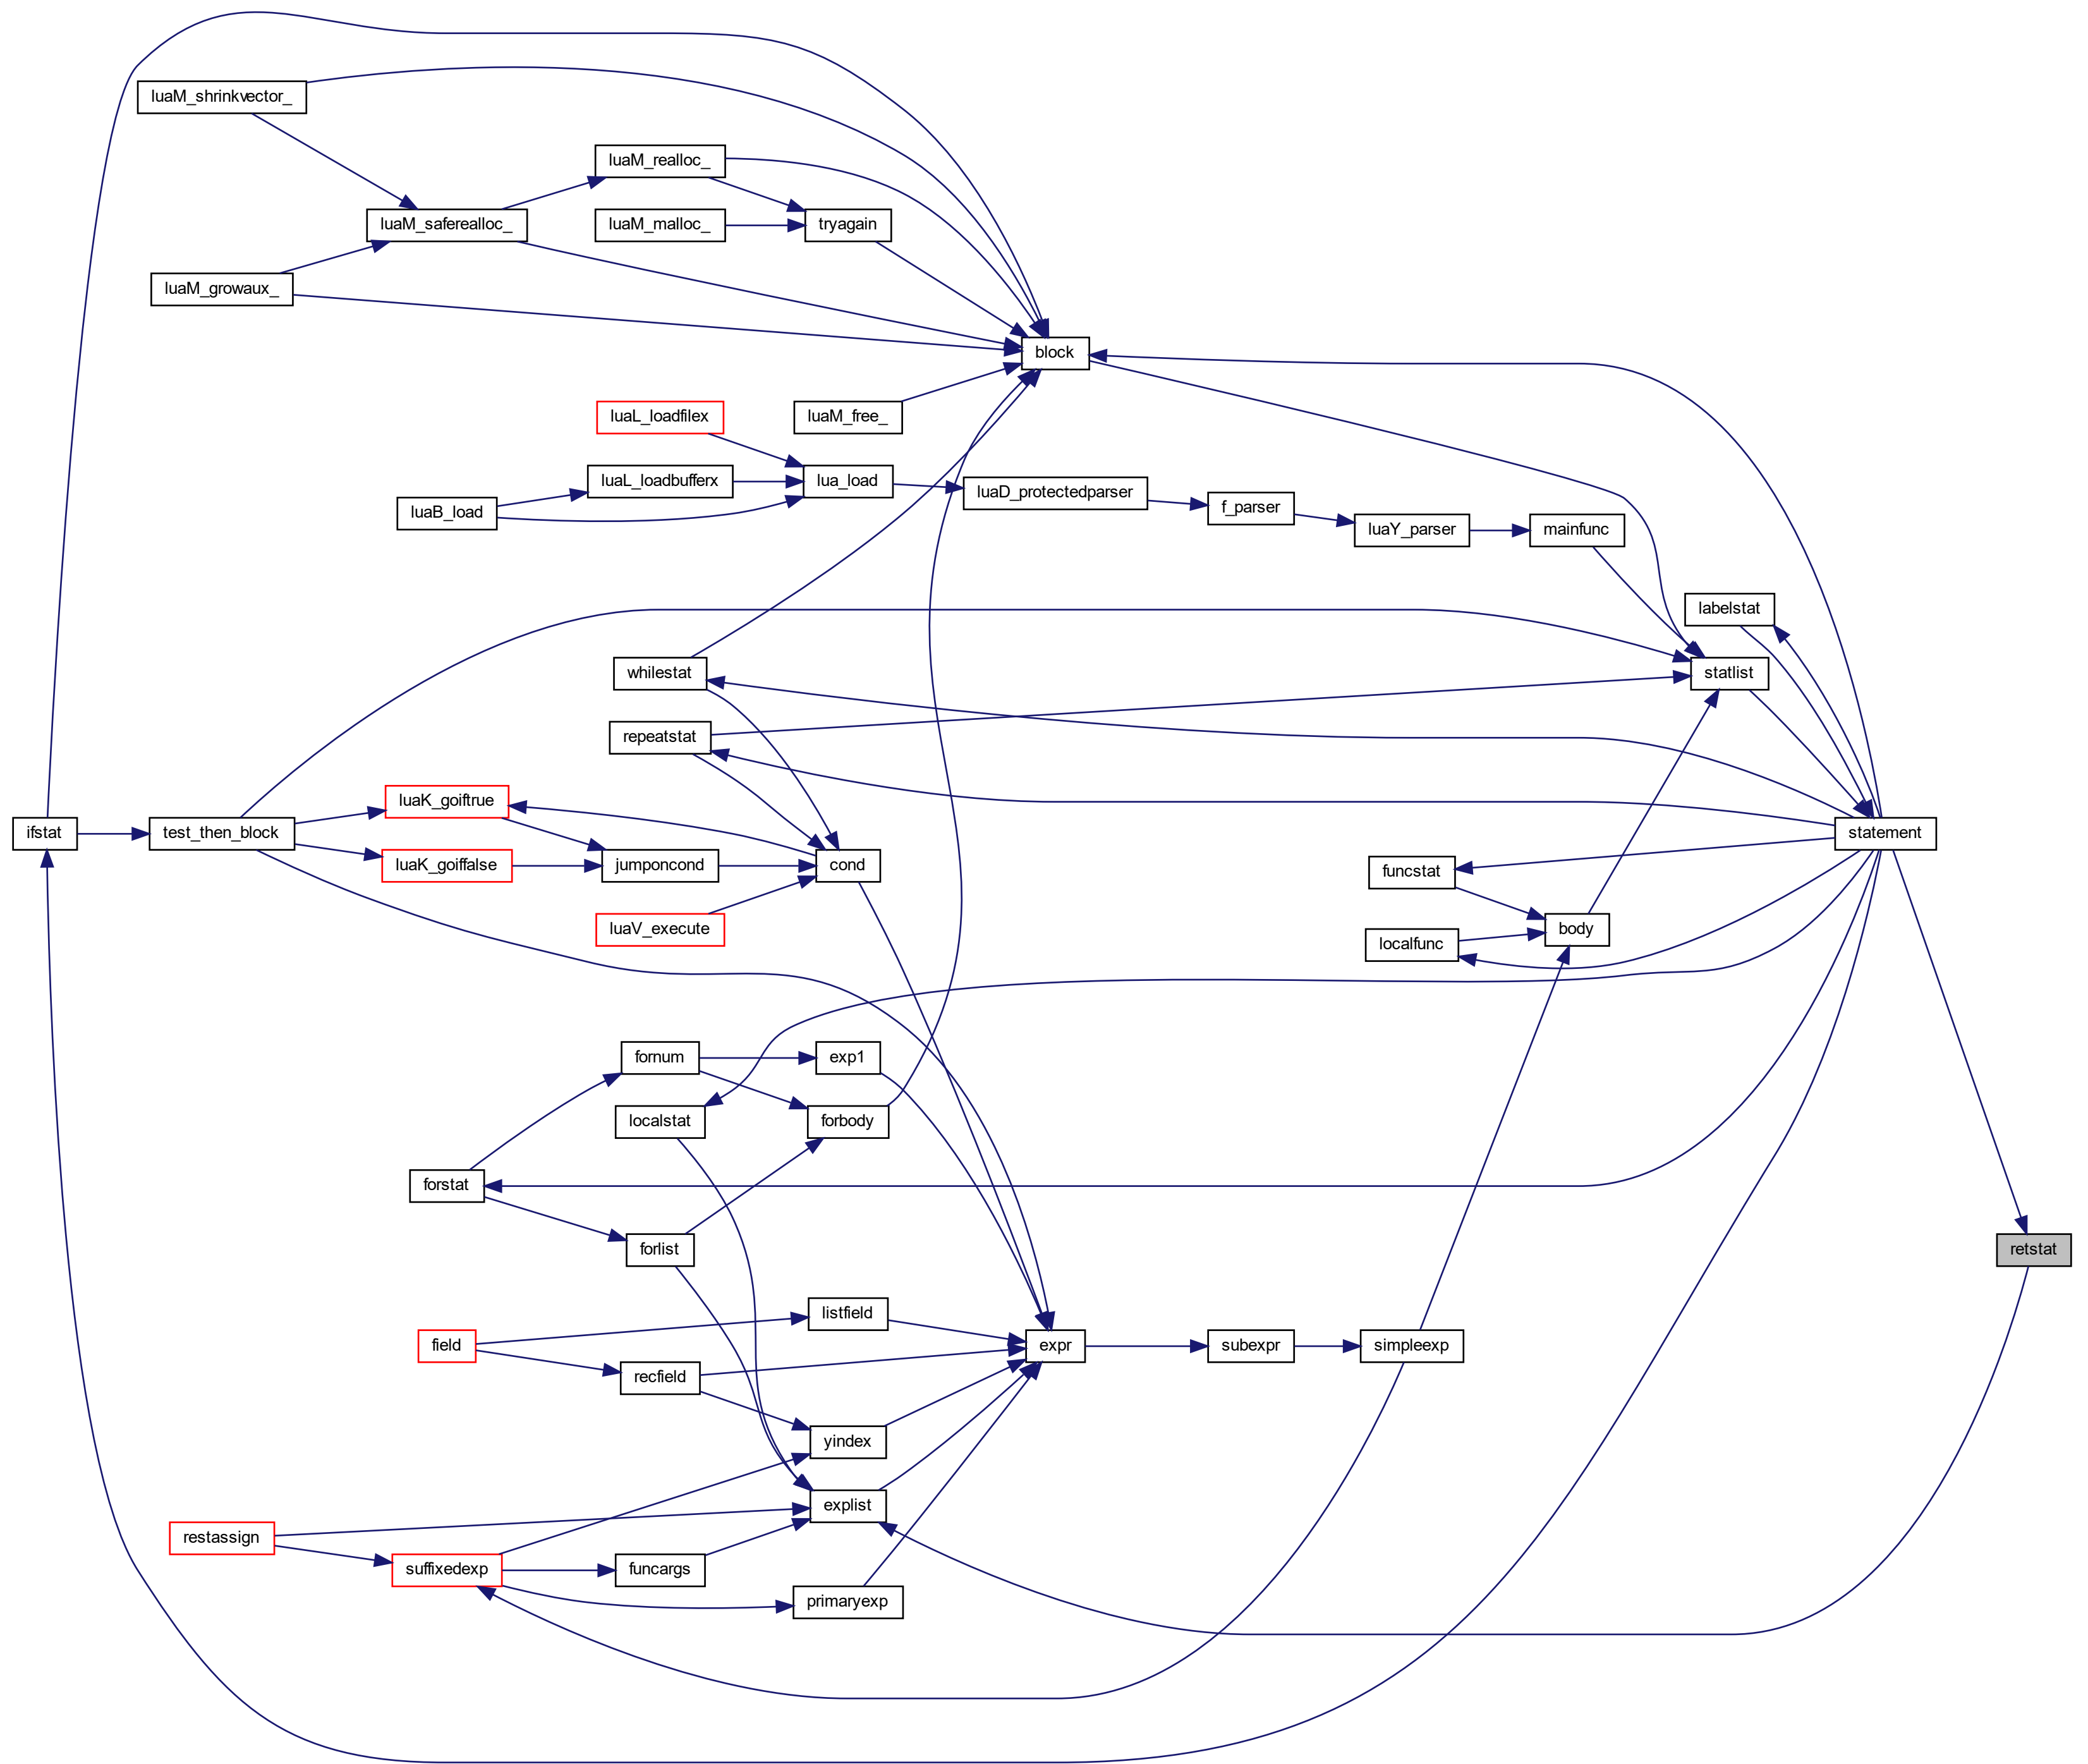 luaM_shrinkvector_
luaM_realloc_
luaM_saferealloc_
luaM_malloc_
tryagain
luaM_growaux_
block
luaL_loadfilex
luaM_free_
luaL_loadbufferx
lua_load
luaD_protectedparser
luaB_load
f_parser
luaY_parser
mainfunc
labelstat
whilestat
statlist
repeatstat
luaK_goiftrue
ifstat
test_then_block
statement
luaK_goiffalse
jumponcond
cond
funcstat
luaV_execute
localfunc
body
fornum
exp1
localstat
forbody
forstat
forlist
retstat
listfield
field
expr
subexpr
simpleexp
recfield
yindex
explist
restassign
suffixedexp
funcargs
primaryexp